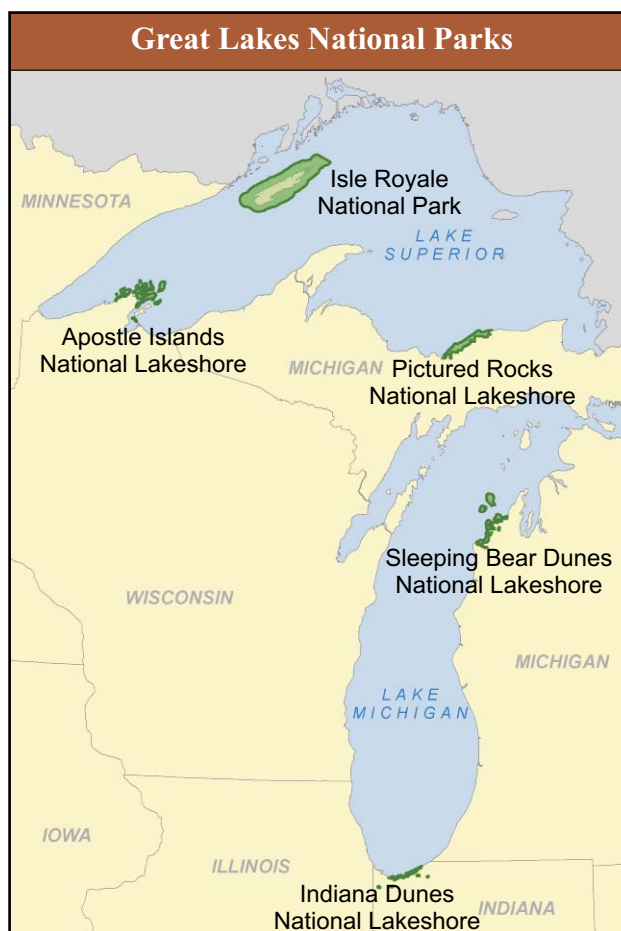 Great Lakes National Parks
Isle Royale
National Park
MINNESOTA
LAKE
SUPERIOR
Apostle Islands
National Lakeshore
MICHIGAN
Pictured Rocks
National Lakeshore
Sleeping Bear Dunes
National Lakeshore
WISCONSIN
MICHIGAN
LAKE
MICHIGAN
IOWA
ILLINOIS
Indiana Dunes
National Lakeshore
INDIANA